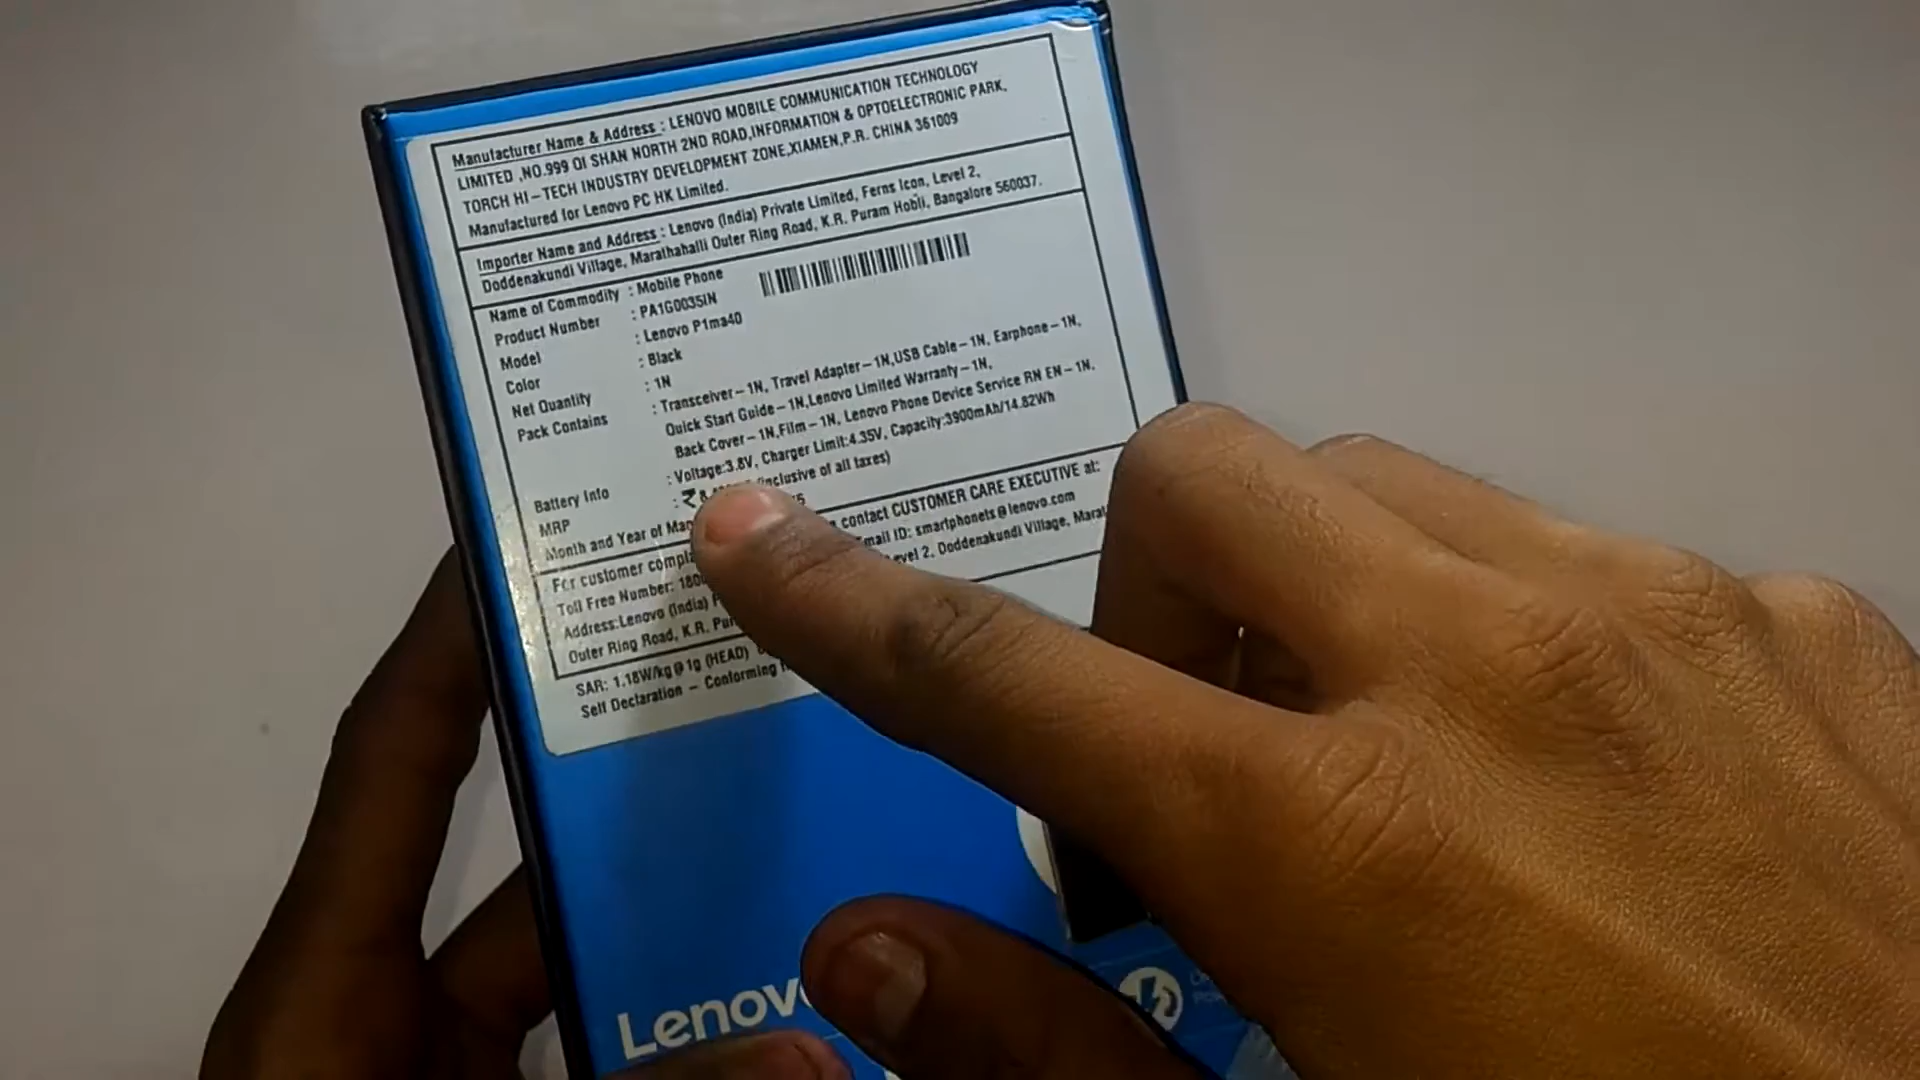 Manufacturer Name & Address : LENOVO MOBILE COMMUNICATION TECHNOLOGY
LIMITED ,NO.999 QI SHAN NORTH 2ND ROAD,INFORMATION & OPTOELECTRONIC PARK,
TORCH HI-TECH INDUSTRY DEVELOPMENT ZONE,XIAMEN,P.R. CHINA 361009
Manufactured for Lenovo PC HK Limited.
Importer Name and Address : Lenovo (India) Private Limited, Ferns Icon, Level 2,
Doddenakundi Village, Marathahalli Outer Ring Road, K.R. Puram Hobli, Bangalore 560037.
Name of Commodity : Mobile Phone
Product Number : PA1G0035IN
Model : Lenovo P1ma40
Color : Black
Net Quantity : 1N
Pack Contains : Transceiver-1N, Travel Adapter-1N,USB Cable-1N, Earphone-1N,
Quick Start Guide-1N,Lenovo Limited Warranty-1N,
Back Cover-1N,Film-1N, Lenovo Phone Device Service RN EN-1N.
Battery Info : Voltage:3.8V, Charger Limit:4.35V, Capacity:3900mAh/14.82Wh
MRP : ₹ (inclusive of all taxes)
Month and Year of
For customer contact CUSTOMER CARE EXECUTIVE at:
Toll Free Number: Email ID: smartphonets@lenovo.com
Address:Lenovo (India) Level 2, Doddenakundi Village,
Outer Ring Road, K.R.
SAR: 1.18W/kg@1g (HEAD)
Self Declaration - Conforming
Lenovo